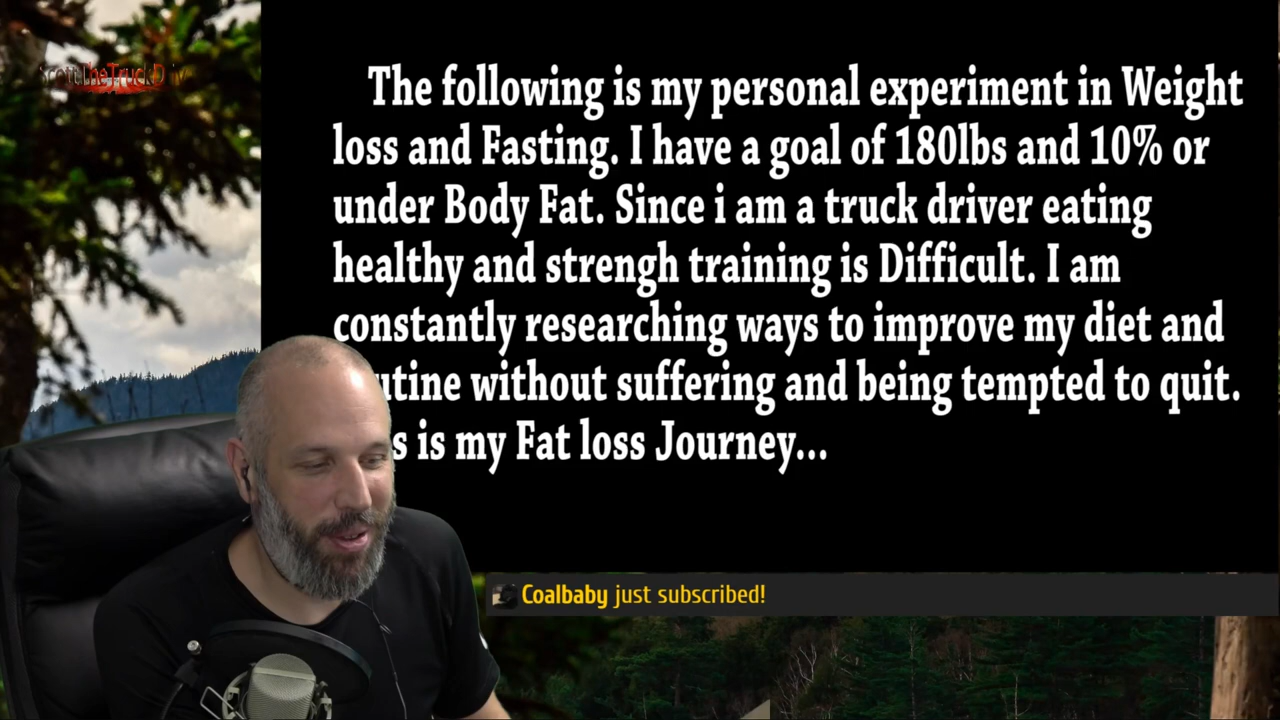 ScottTheTruckDriv
The following is my personal experiment in Weight
loss and Fasting. I have a goal of 180lbs and 10% or
under Body Fat. Since i am a truck driver eating
healthy and strengh training is Difficult. I am
constantly researching ways to improve my diet and
utine without suffering and being tempted to quit.
s is my Fat loss Journey...
Coalbaby just subscribed!